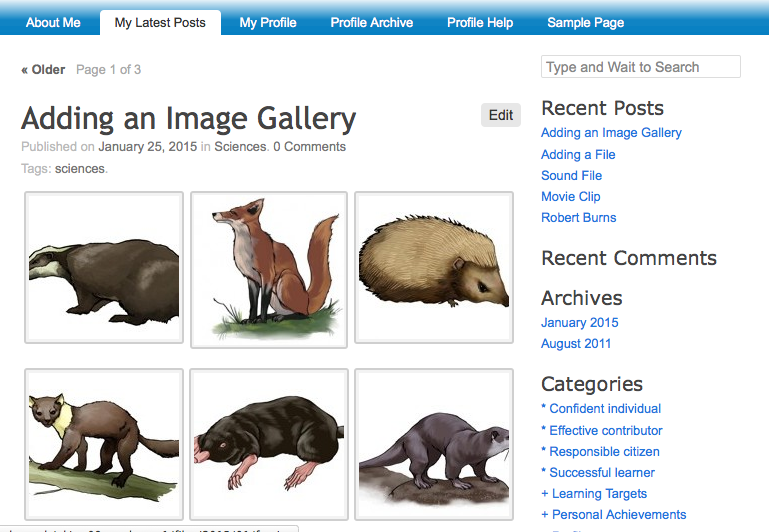 About Me My Latest Posts My Profile Profile Archive Profile Help Sample Page
« Older Page 1 of 3
Adding an Image Gallery
Edit
Published on January 25, 2015 in Sciences. 0 Comments
Tags: sciences.
Type and Wait to Search
Recent Posts
Adding an Image Gallery
Adding a File
Sound File
Movie Clip
Robert Burns
Recent Comments
Archives
January 2015
August 2011
Categories
* Confident individual
* Effective contributor
* Responsible citizen
* Successful learner
+ Learning Targets
+ Personal Achievements